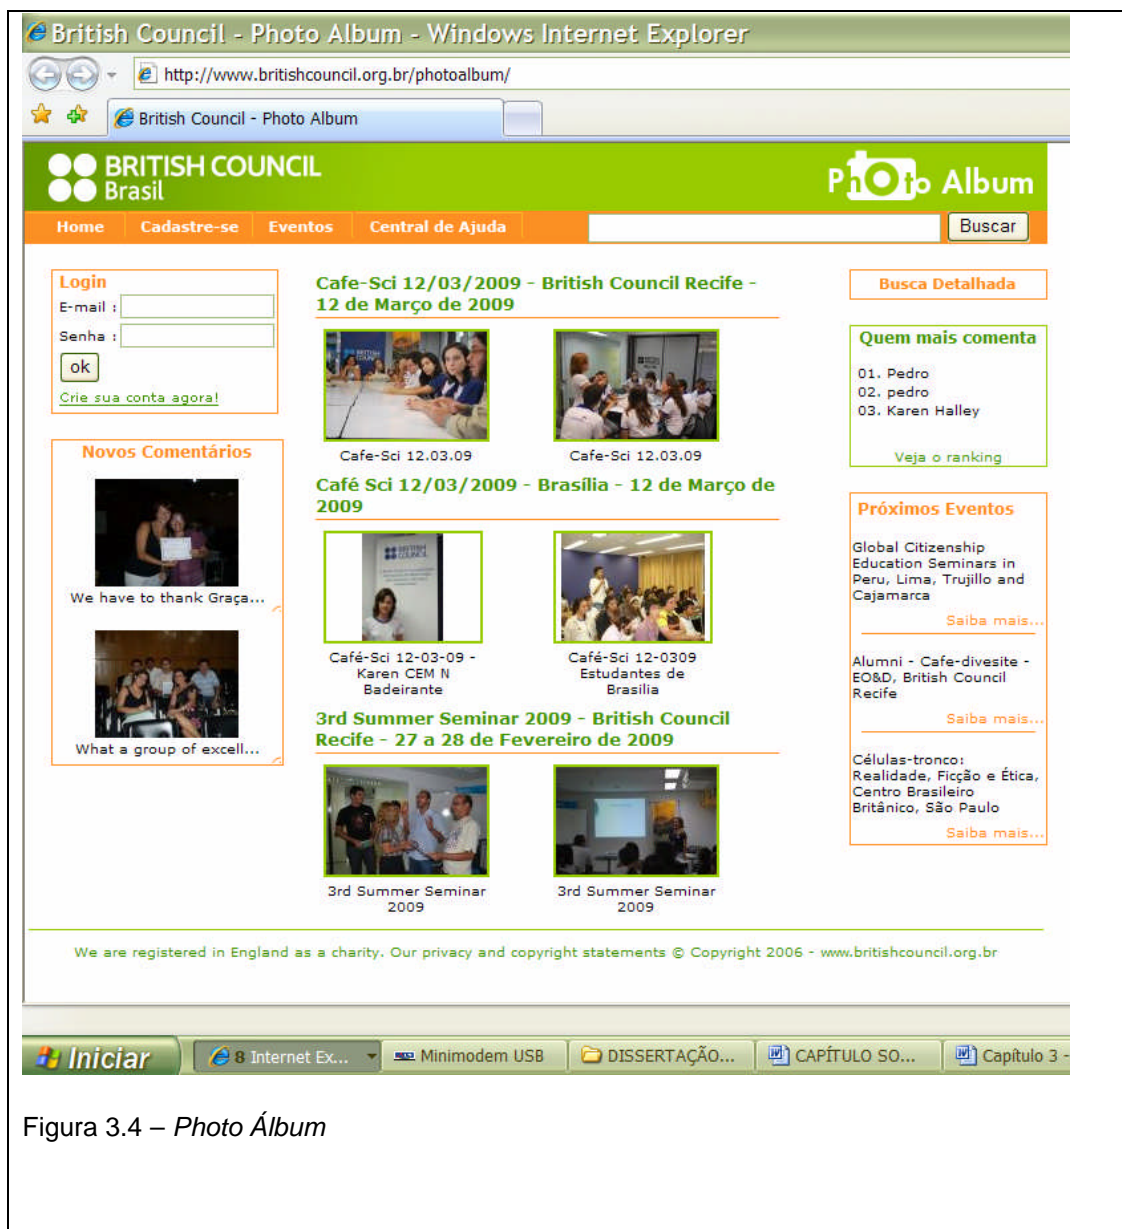 British Council - Photo Album - Windows Internet Explorer
http://www.britishcouncil.org.br/photoalbum/
British Council - Photo Album
BRITISH COUNCIL
Brasil
Photo Album
Home Cadastre-se Eventos Central de Ajuda Buscar
Login
E-mail :
Senha :
ok
Crie sua conta agora!
Novos Comentários
We have to thank Graça...
What a group of excell...
Cafe-Sci 12/03/2009 - British Council Recife -
12 de Março de 2009
Cafe-Sci 12.03.09
Cafe-Sci 12.03.09
Café Sci 12/03/2009 - Brasília - 12 de Março de
2009
BRITISH
COUNCIL
Café-Sci 12-03-09 -
Karen CEM N
Badeirante
Café-Sci 12-0309
Estudantes de
Brasilia
3rd Summer Seminar 2009 - British Council
Recife - 27 a 28 de Fevereiro de 2009
3rd Summer Seminar
2009
3rd Summer Seminar
2009
Busca Detalhada
Quem mais comenta
01. Pedro
02. pedro
03. Karen Halley
Veja o ranking
Próximos Eventos
Global Citizenship
Education Seminars in
Peru, Lima, Trujillo and
Cajamarca
Saiba mais...
Alumni - Cafe-divesite -
EO&D, British Council
Recife
Saiba mais...
Células-tronco:
Realidade, Ficção e Ética,
Centro Brasileiro
Britânico, São Paulo
Saiba mais...
We are registered in England as a charity. Our privacy and copyright statements © Copyright 2006 - www.britishcouncil.org.br
Iniciar 8 Internet Ex... Minimodem USB DISSERTAÇÃO... CAPÍTULO SO... Capítulo 3 -
Figura 3.4 – Photo Álbum